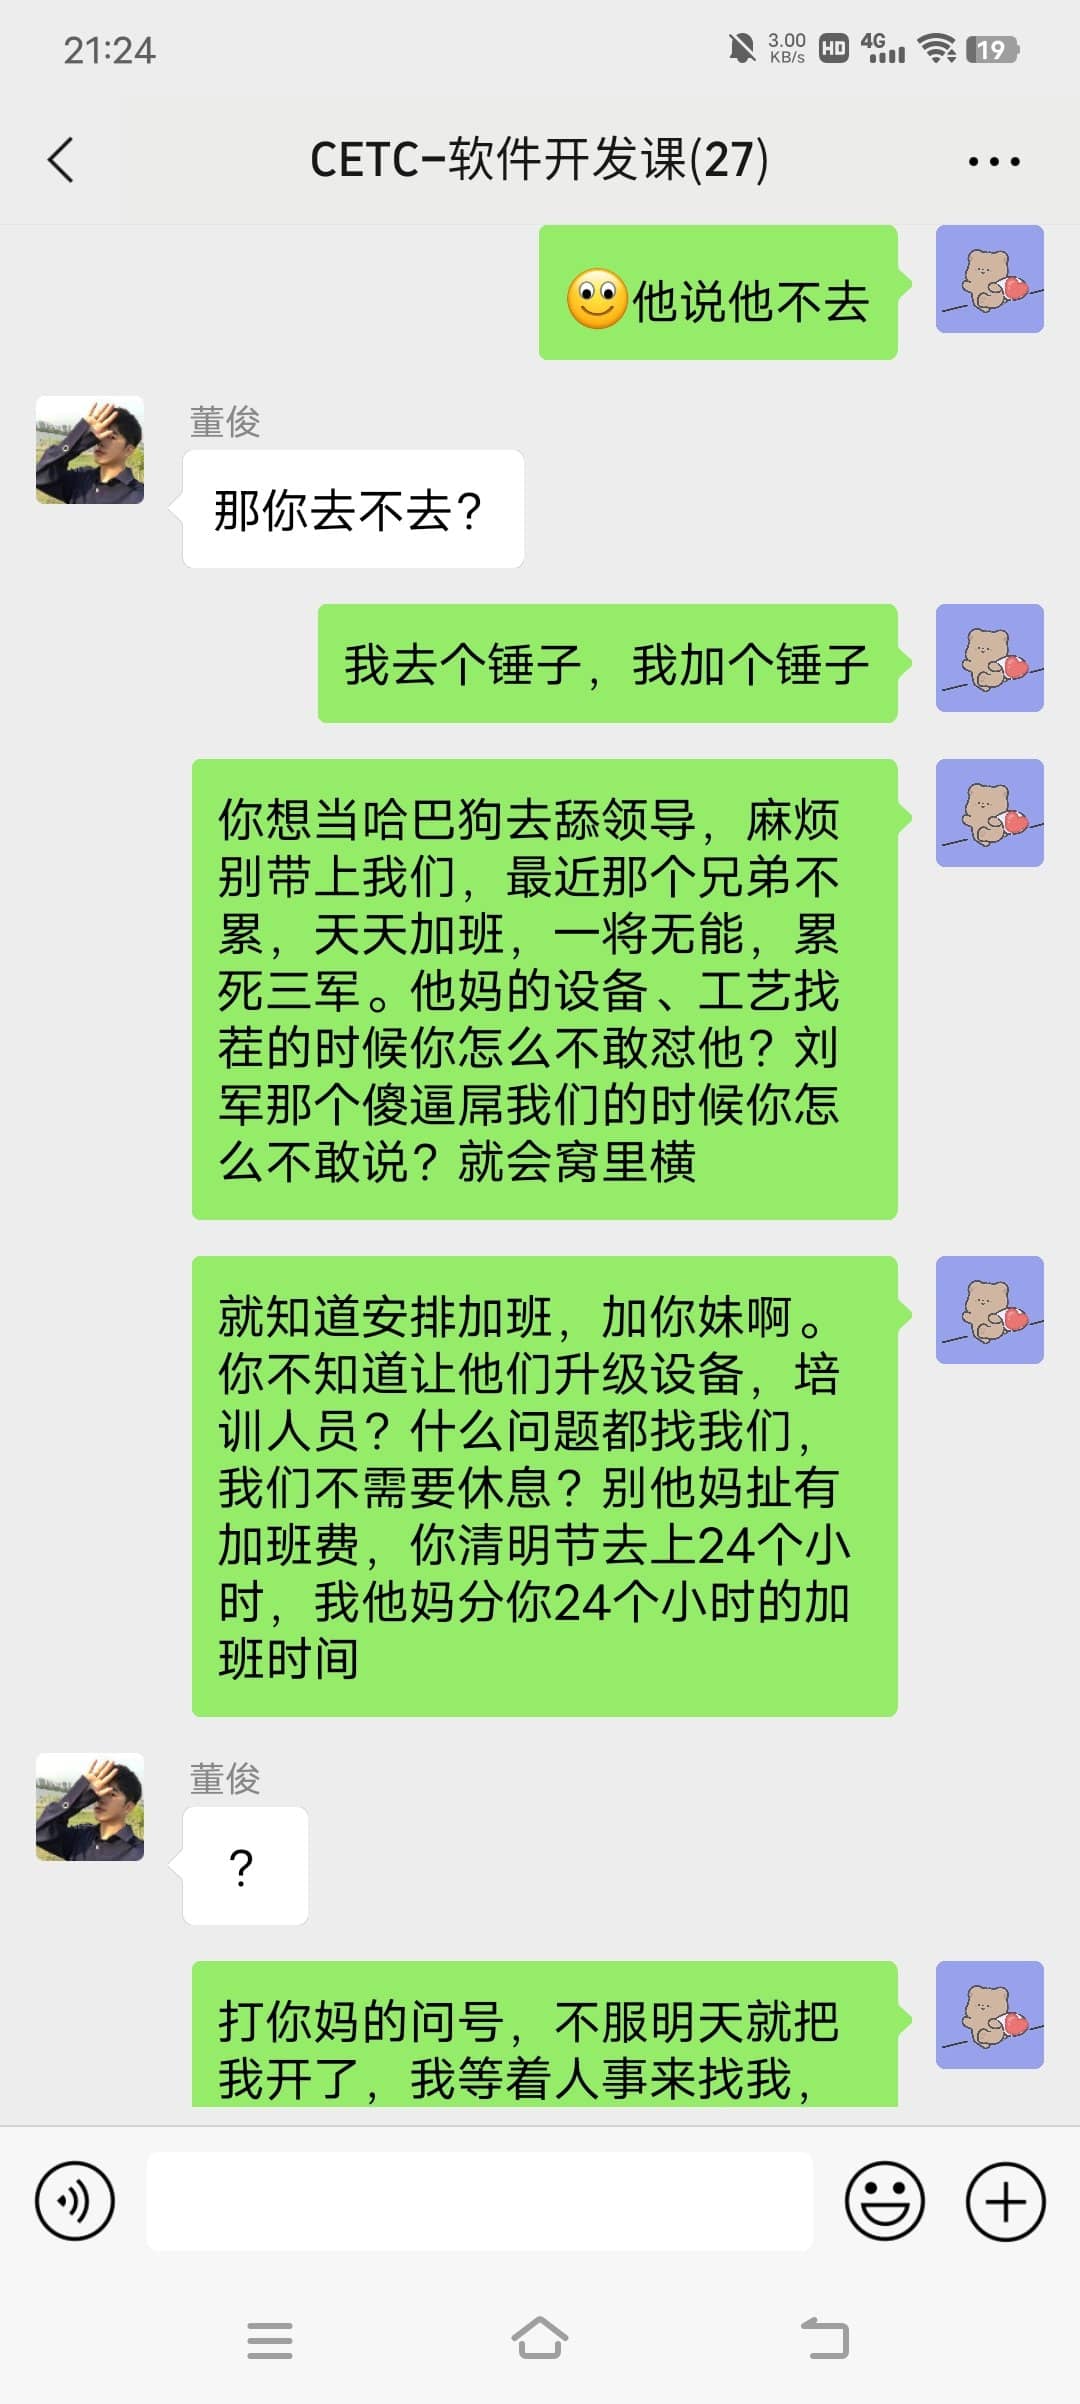 21:24
3.00 KB/s HD 4G 19
CETC-软件开发课(27)
他说他不去
董俊
那你去不去?
我去个锤子，我加个锤子
你想当哈巴狗去舔领导，麻烦
别带上我们，最近那个兄弟不
累，天天加班，一将无能，累
死三军。他妈的设备、工艺找
茬的时候你怎么不敢怼他？刘
军那个傻逼屌我们的时候你怎
么不敢说？就会窝里横
就知道安排加班，加你妹啊。
你不知道让他们升级设备，培
训人员？什么问题都找我们，
我们不需要休息？别他妈扯有
加班费，你清明节去上24个小
时，我他妈分你24个小时的加
班时间
董俊
?
打你妈的问号，不服明天就把
我开了，我等着人事来找我，